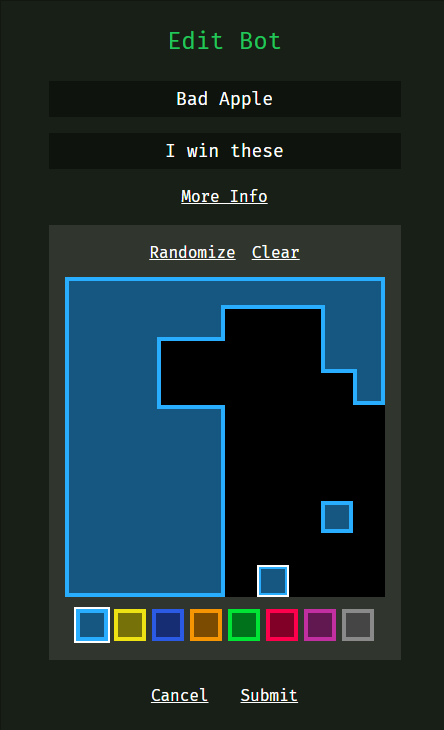 Edit Bot
Bad Apple
I win these
More Info
Randomize Clear
Cancel Submit